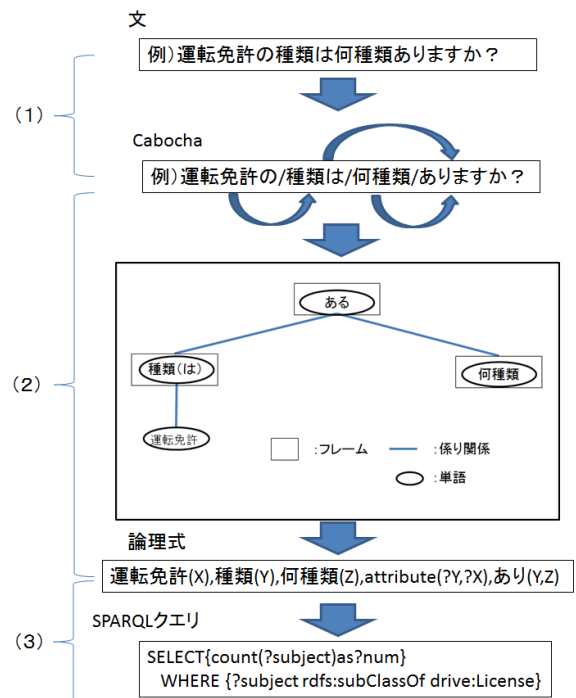 文
例）運転免許の種類は何種類ありますか？
（1）
Cabocha
例）運転免許の/種類は/何種類/ありますか？
（2）
ある
種類（は）
何種類
運転免許
：フレーム
：係り関係
：単語
論理式
運転免許(X),種類(Y),何種類(Z),attribute(?Y,?X),あり(Y,Z)
（3）
SPARQLクエリ
SELECT{count(?subject)as?num}
WHERE {?subject rdfs:subClassOf drive:License}